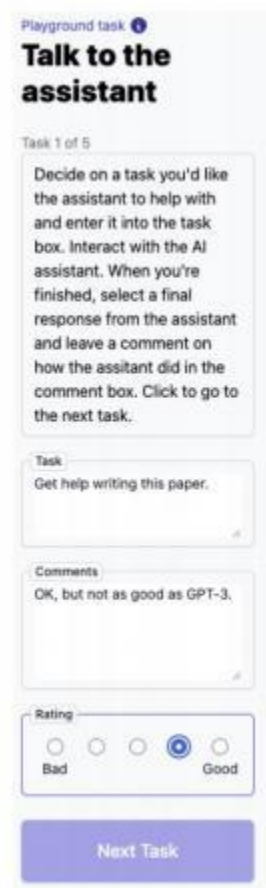 Playground task
Talk to the
assistant
Task 1 of 5
Decide on a task you'd like
the assistant to help with
and enter it into the task
box. Interact with the AI
assistant. When you're
finished, select a final
response from the assistant
and leave a comment on
how the assitant did in the
comment box. Click to go to
the next task.
Task
Get help writing this paper.
Comments
OK, but not as good as GPT-3.
Rating
Bad Good
Next Task